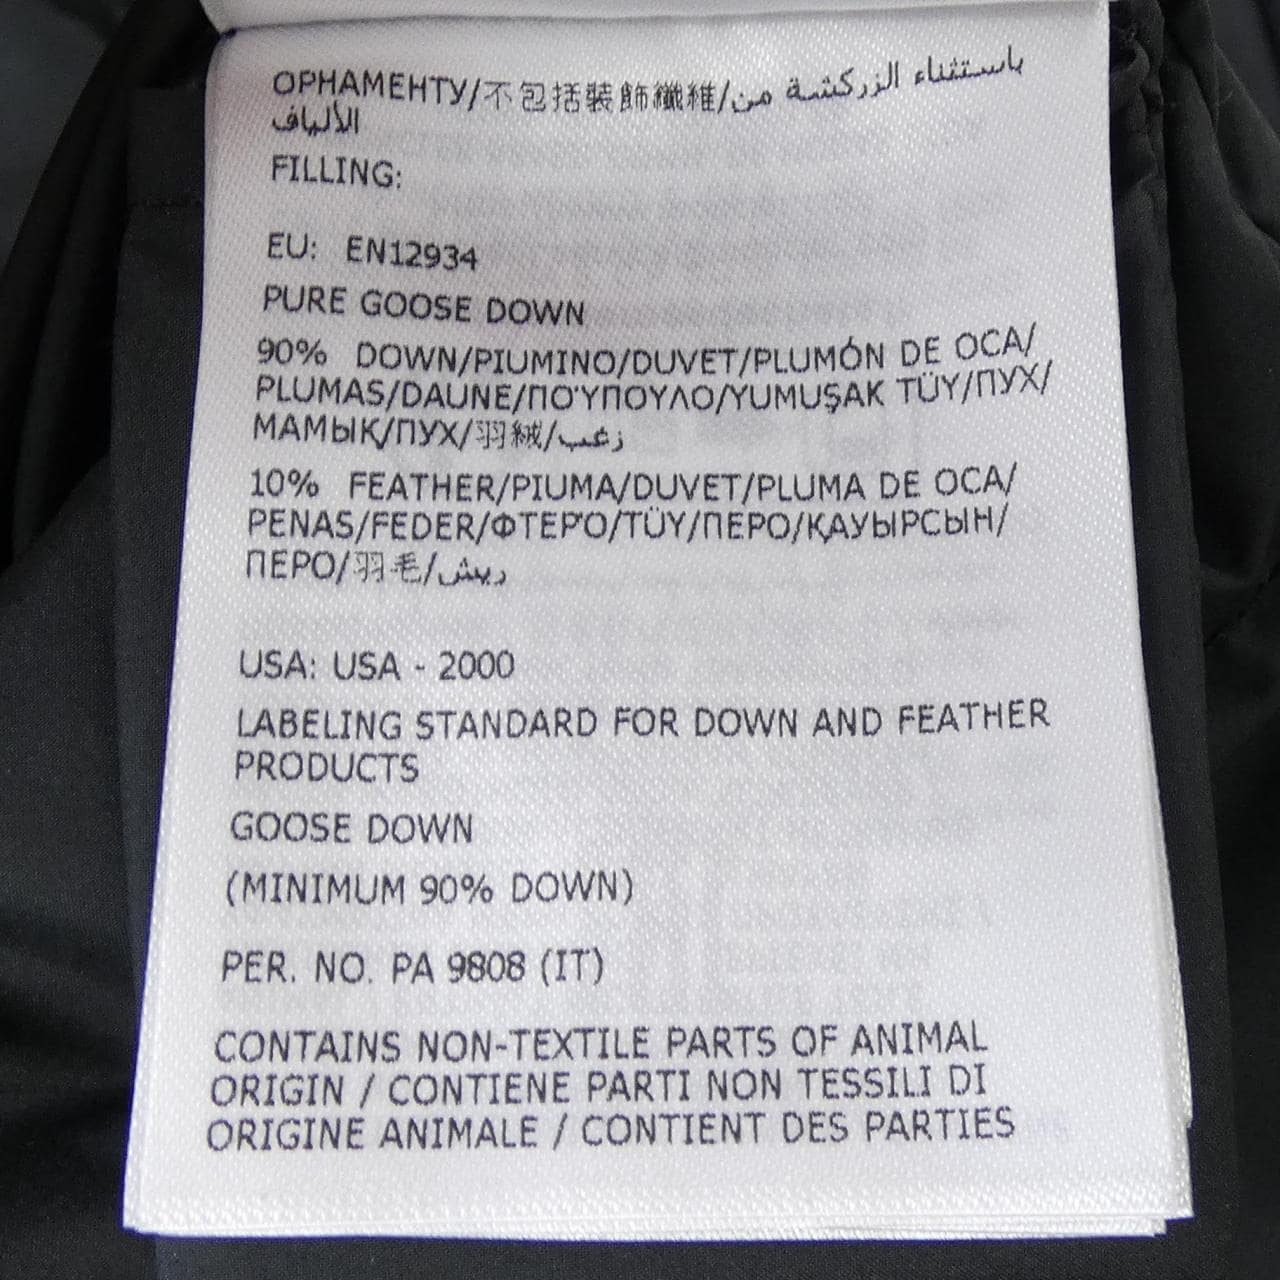 ОРНАМЕНТУ/不包括裝飾纖維/باستثناء الزركشة من
الألياف
FILLING:
EU: EN12934
PURE GOOSE DOWN
90% DOWN/PIUMINO/DUVET/PLUMÓN DE OCA/
PLUMAS/DAUNE/ΠΟΎΠΟΥΛΟ/YUMUŞAK TÜY/ПУХ/
МАМЫҚ/ПУХ/羽絨/زغب
10% FEATHER/PIUMA/DUVET/PLUMA DE OCA/
PENAS/FEDER/ΦΤΕΡΌ/TÜY/ПЕРО/ҚАУЫРСЫН/
ПЕРО/羽毛/ريش
USA: USA - 2000
LABELING STANDARD FOR DOWN AND FEATHER
PRODUCTS
GOOSE DOWN
(MINIMUM 90% DOWN)
PER. NO. PA 9808 (IT)
CONTAINS NON-TEXTILE PARTS OF ANIMAL
ORIGIN / CONTIENE PARTI NON TESSILI DI
ORIGINE ANIMALE / CONTIENT DES PARTIES